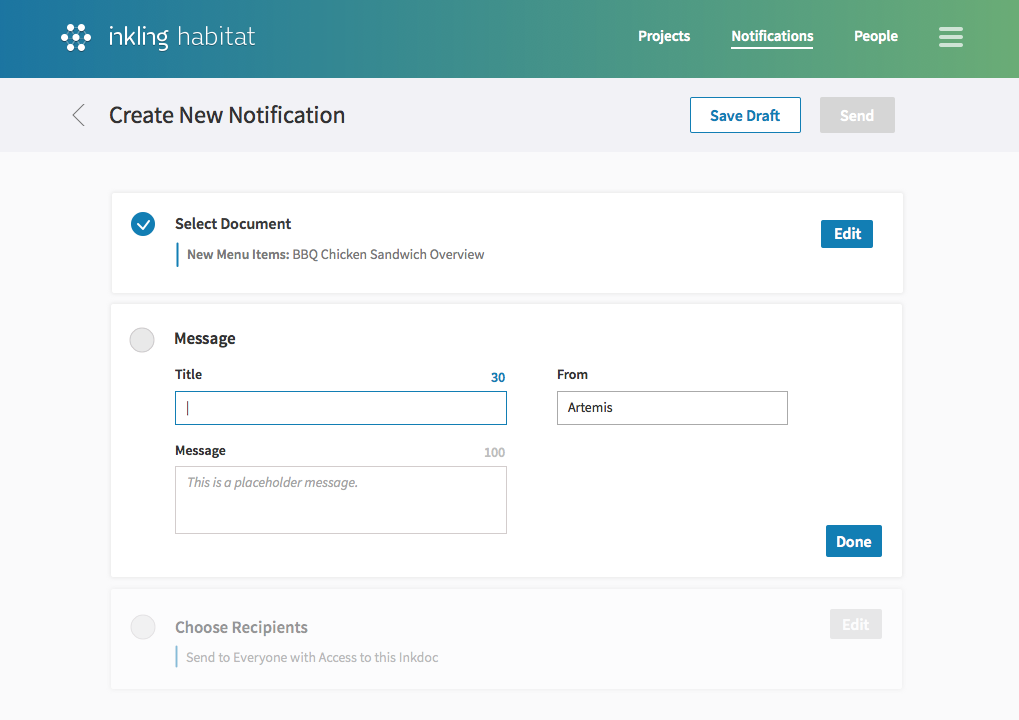 inkling habitat
Projects
Notifications
People
Create New Notification
Save Draft
Send
Select Document
New Menu Items: BBQ Chicken Sandwich Overview
Edit
Message
Title
30
From
Artemis
Message
100
This is a placeholder message.
Done
Choose Recipients
Send to Everyone with Access to this Inkdoc
Edit